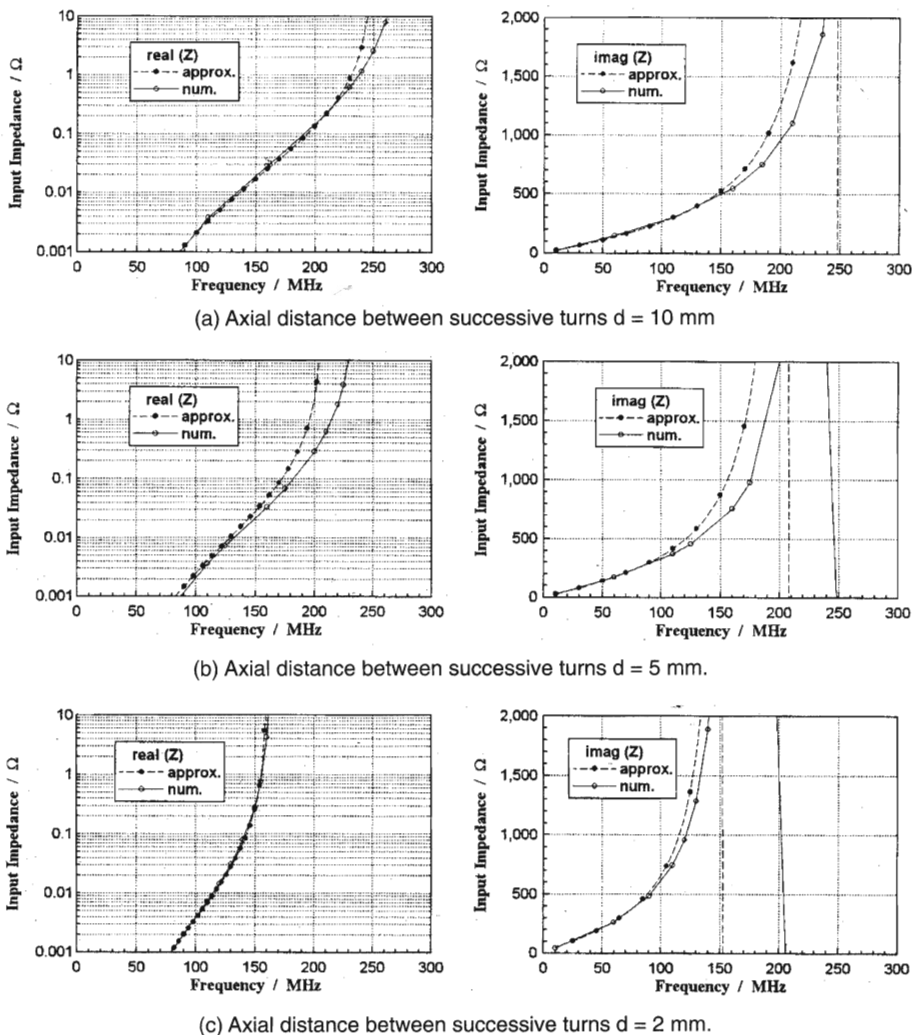 Input Impedance / Ω
10
1
0.1
0.01
0.001
real (Z)
approx.
num.
0 50 100 150 200 250 300
Frequency / MHz
Input Impedance / Ω
2,000
1,500
1,000
500
0
imag (Z)
approx.
num.
0 50 100 150 200 250 300
Frequency / MHz
(a) Axial distance between successive turns d = 10 mm
Input Impedance / Ω
10
1
0.1
0.01
0.001
real (Z)
approx.
num.
0 50 100 150 200 250 300
Frequency / MHz
Input Impedance / Ω
2,000
1,500
1,000
500
0
imag (Z)
approx.
num.
0 50 100 150 200 250 300
Frequency / MHz
(b) Axial distance between successive turns d = 5 mm.
Input Impedance / Ω
10
1
0.1
0.01
0.001
real (Z)
approx.
num.
0 50 100 150 200 250 300
Frequency / MHz
Input Impedance / Ω
2,000
1,500
1,000
500
0
imag (Z)
approx.
num.
0 50 100 150 200 250 300
Frequency / MHz
(c) Axial distance between successive turns d = 2 mm.